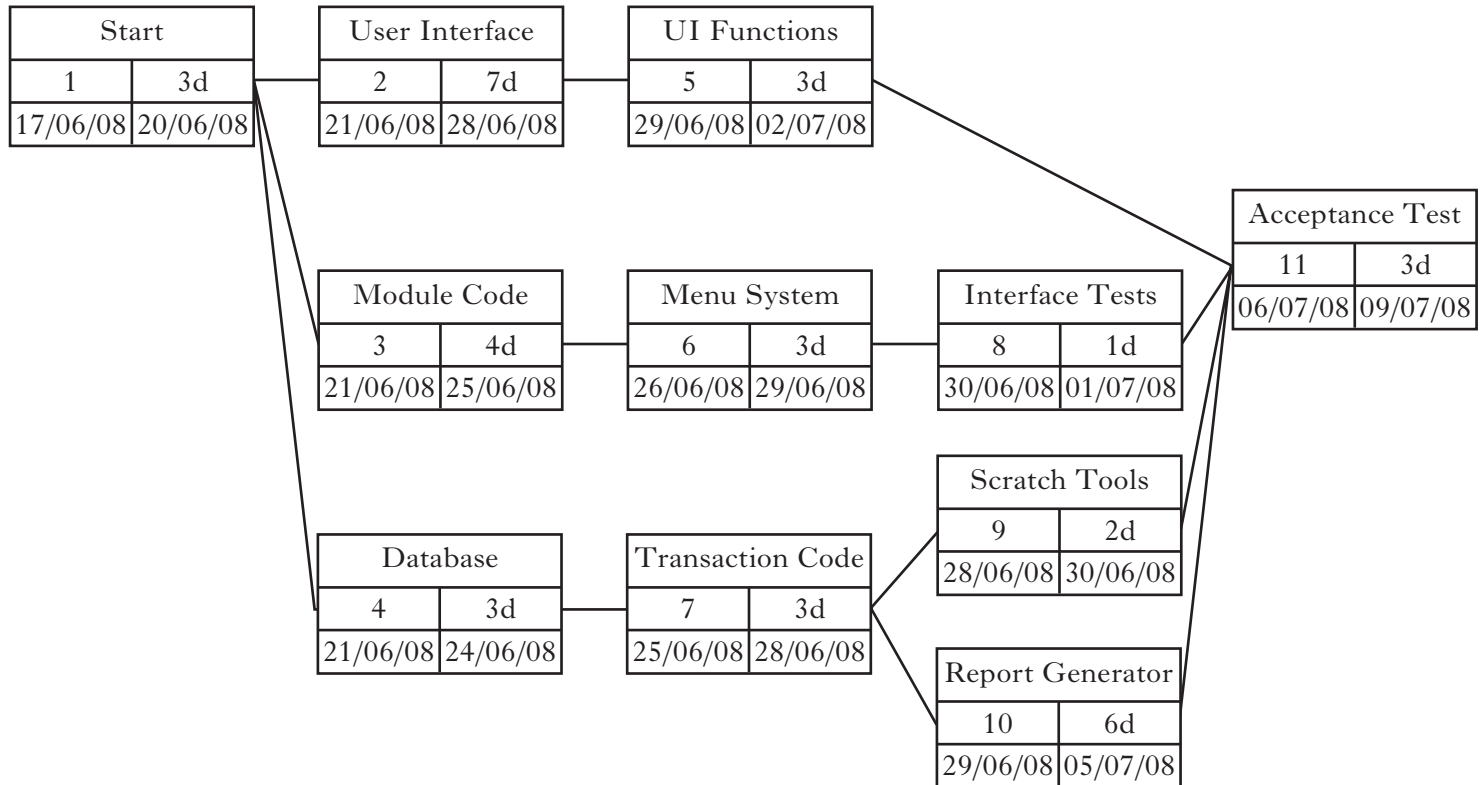 Start
1 3d
17/06/08 20/06/08
User Interface
2 7d
21/06/08 28/06/08
UI Functions
5 3d
29/06/08 02/07/08
Acceptance Test
11 3d
06/07/08 09/07/08
Module Code
3 4d
21/06/08 25/06/08
Menu System
6 3d
26/06/08 29/06/08
Interface Tests
8 1d
30/06/08 01/07/08
Scratch Tools
9 2d
28/06/08 30/06/08
Database
4 3d
21/06/08 24/06/08
Transaction Code
7 3d
25/06/08 28/06/08
Report Generator
10 6d
29/06/08 05/07/08